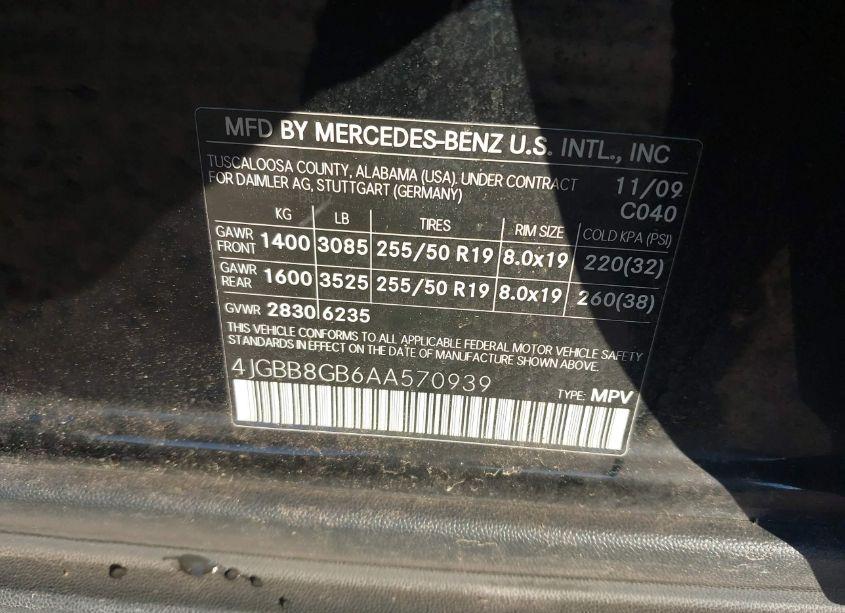 MFD BY MERCEDES-BENZ U.S. INTL., INC
TUSCALOOSA COUNTY, ALABAMA (USA). UNDER CONTRACT 11/09
FOR DAIMLER AG, STUTTGART (GERMANY) C040
KG LB TIRES RIM SIZE COLD KPA (PSI)
GAWR FRONT 1400 3085 255/50 R19 8.0x19 220(32)
GAWR REAR 1600 3525 255/50 R19 8.0x19 260(38)
GVWR 2830 6235
THIS VEHICLE CONFORMS TO ALL APPLICABLE FEDERAL MOTOR VEHICLE SAFETY
STANDARDS IN EFFECT ON THE DATE OF MANUFACTURE SHOWN ABOVE.
4JGBB8GB6AA570939
TYPE: MPV